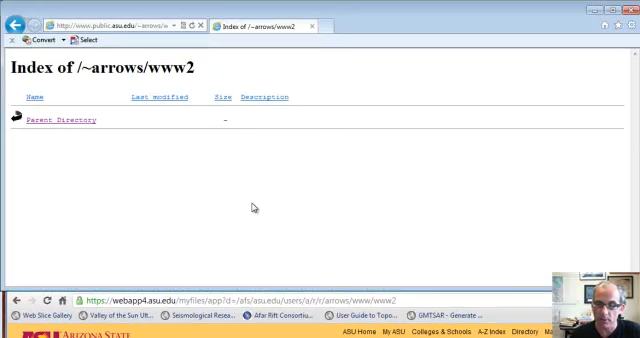 http://www.public.asu.edu/~arrows/w
Index of /~arrows/www2
Convert Select
Index of /~arrows/www2
Name Last modified Size Description
Parent Directory -
https://webapp4.asu.edu/myfiles/app?d=/afs/asu.edu/users/a/r/r/arrows/www/www2
Web Slice Gallery Valley of the Sun Ult... Seismological Resea... Afar Rift Consortiu... User Guide to Topo... GMTSAR - Generate ...
ASU Home My ASU Colleges & Schools A-Z Index Directory
ASU ARIZONA STATE